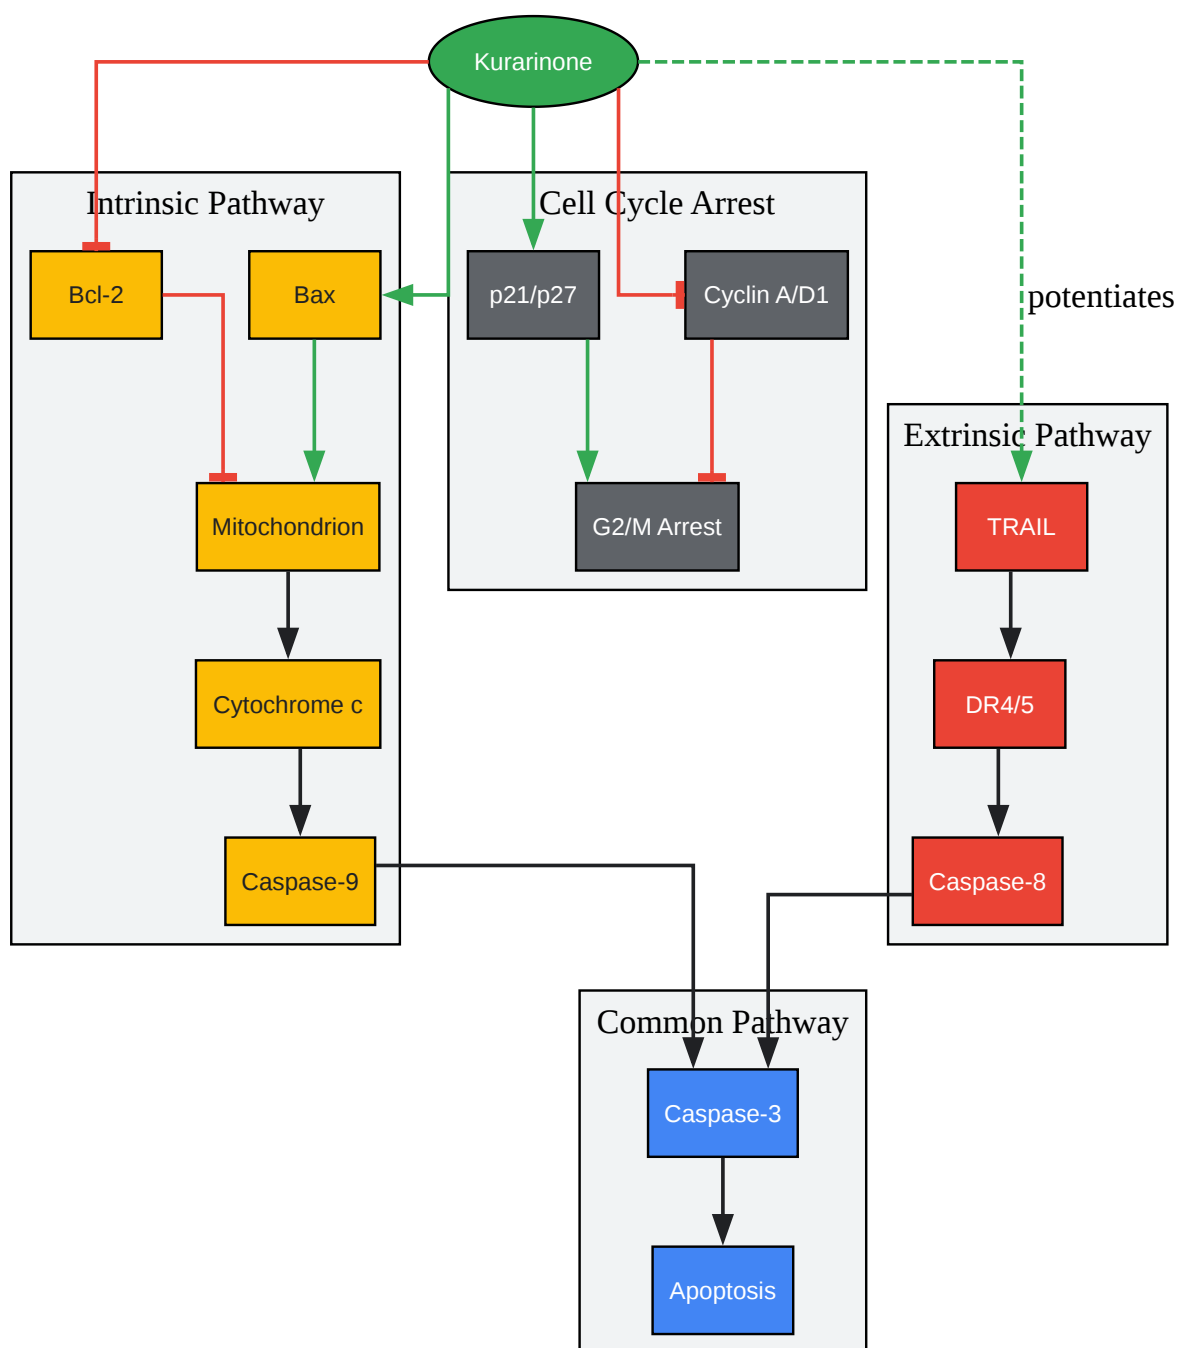 Kurarinone
Intrinsic Pathway
Cell Cycle Arrest
Bcl-2
Bax
p21/p27
Cyclin A/D1
potentiates
Extrinsic Pathway
Mitochondrion
G2/M Arrest
TRAIL
Cytochrome c
DR4/5
Caspase-9
Caspase-8
Common Pathway
Caspase-3
Apoptosis